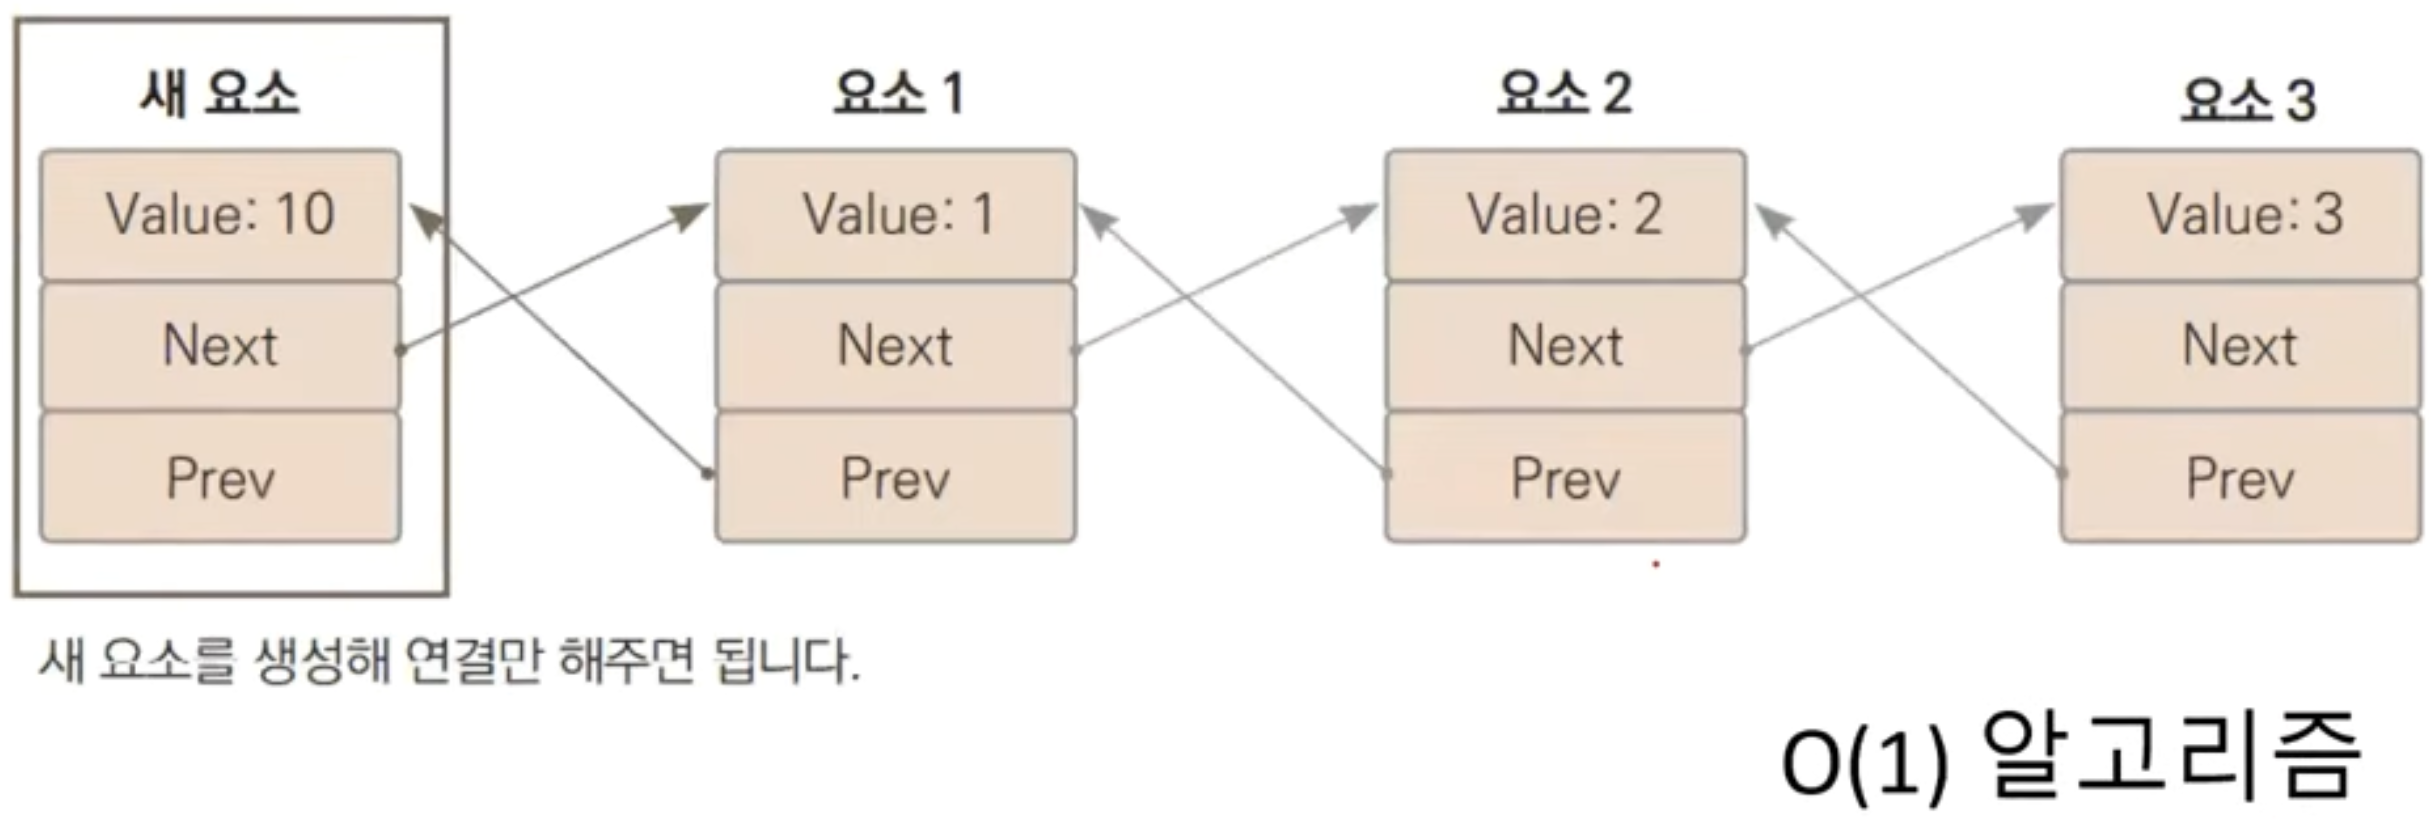 새 요소
요소 1
요소 2
요소 3
Value: 10
Value: 1
Value: 2
Value: 3
Next
Next
Next
Next
Prev
Prev
Prev
Prev
새 요소를 생성해 연결만 해주면 됩니다.
O(1) 알고리즘